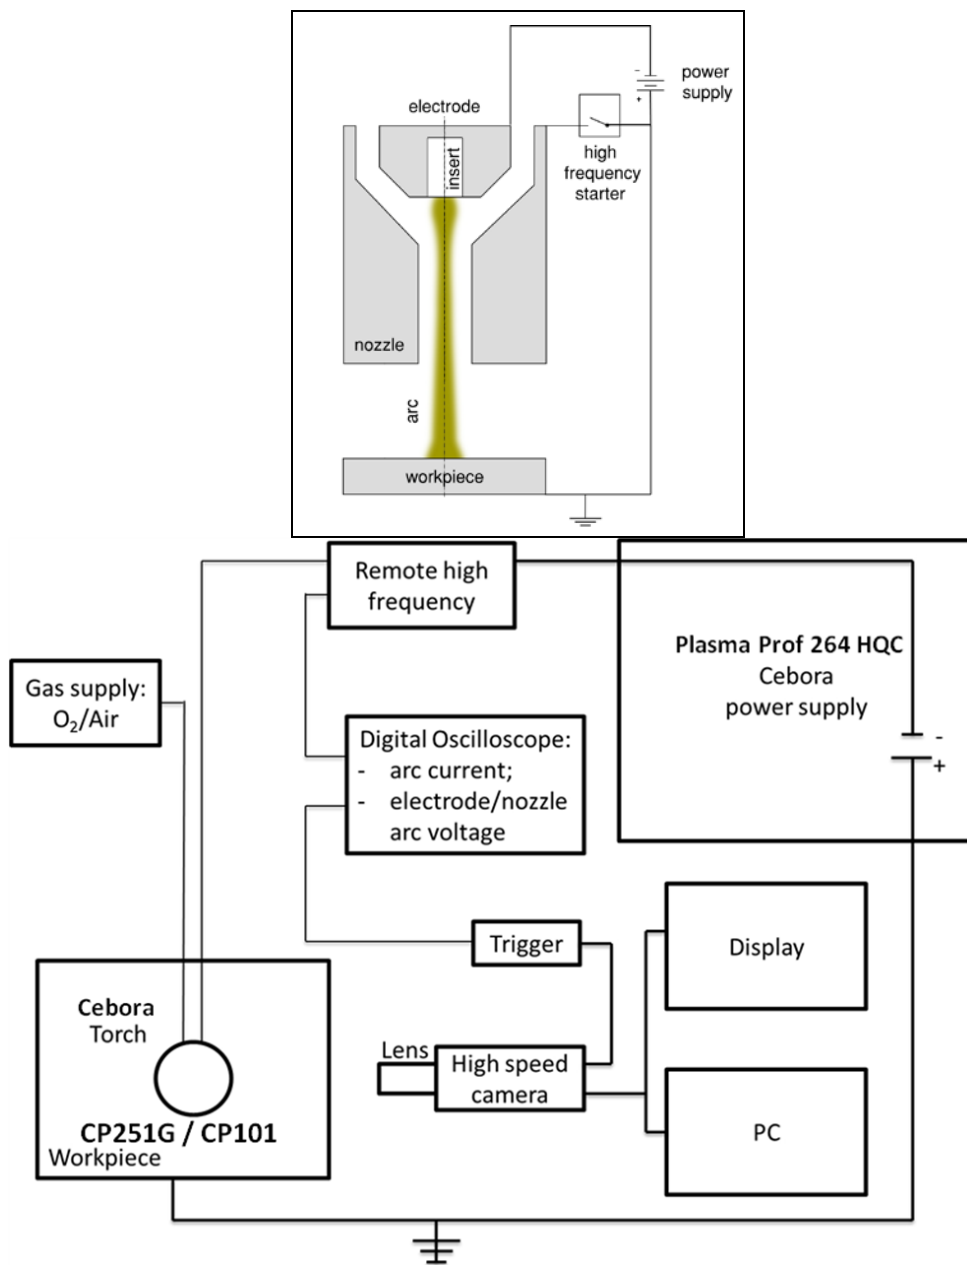 electrode
-
+
power
supply
insert
high
frequency
starter
nozzle
arc
workpiece
Remote high
frequency
Plasma Prof 264 HQC
Cebora
power supply
-
+
Gas supply:
O₂/Air
Digital Oscilloscope:
- arc current;
- electrode/nozzle
arc voltage
Trigger
Display
Cebora
Torch
CP251G / CP101
Workpiece
Lens
High speed
camera
PC